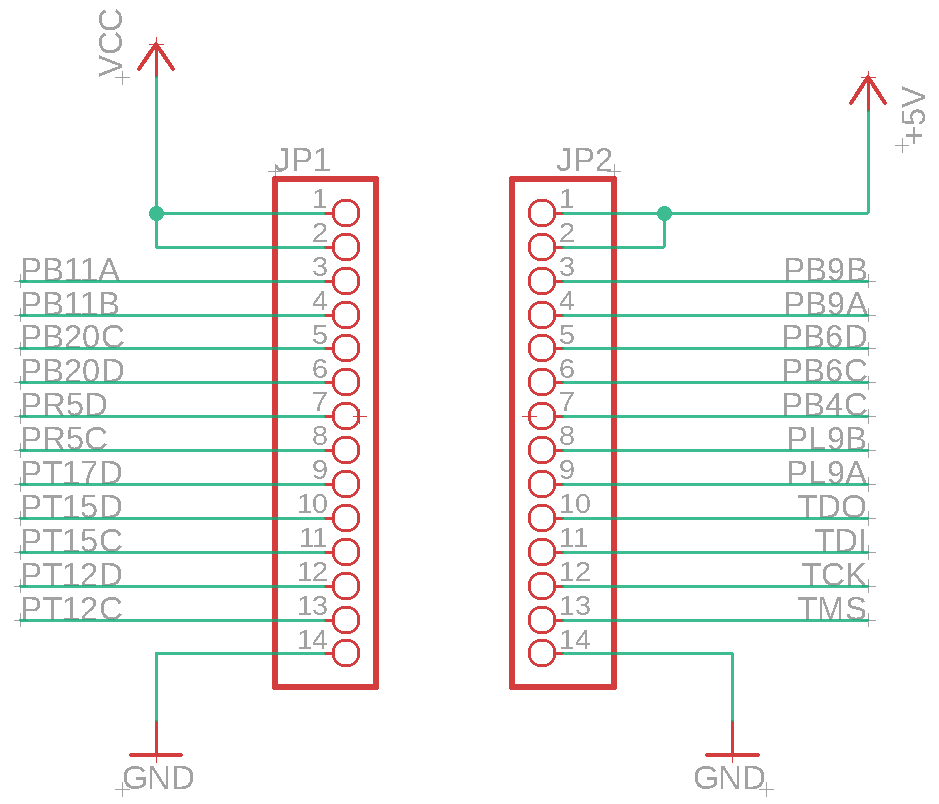 VCC
+5V
JP1
JP2
1
2
PB11A 3
PB11B 4
PB20C 5
PB20D 6
PR5D 7
PR5C 8
PT17D 9
PT15D 10
PT15C 11
PT12D 12
PT12C 13
14
GND
1
2
3 PB9B
4 PB9A
5 PB6D
6 PB6C
7 PB4C
8 PL9B
9 PL9A
10 TDO
11 TDI
12 TCK
13 TMS
14
GND